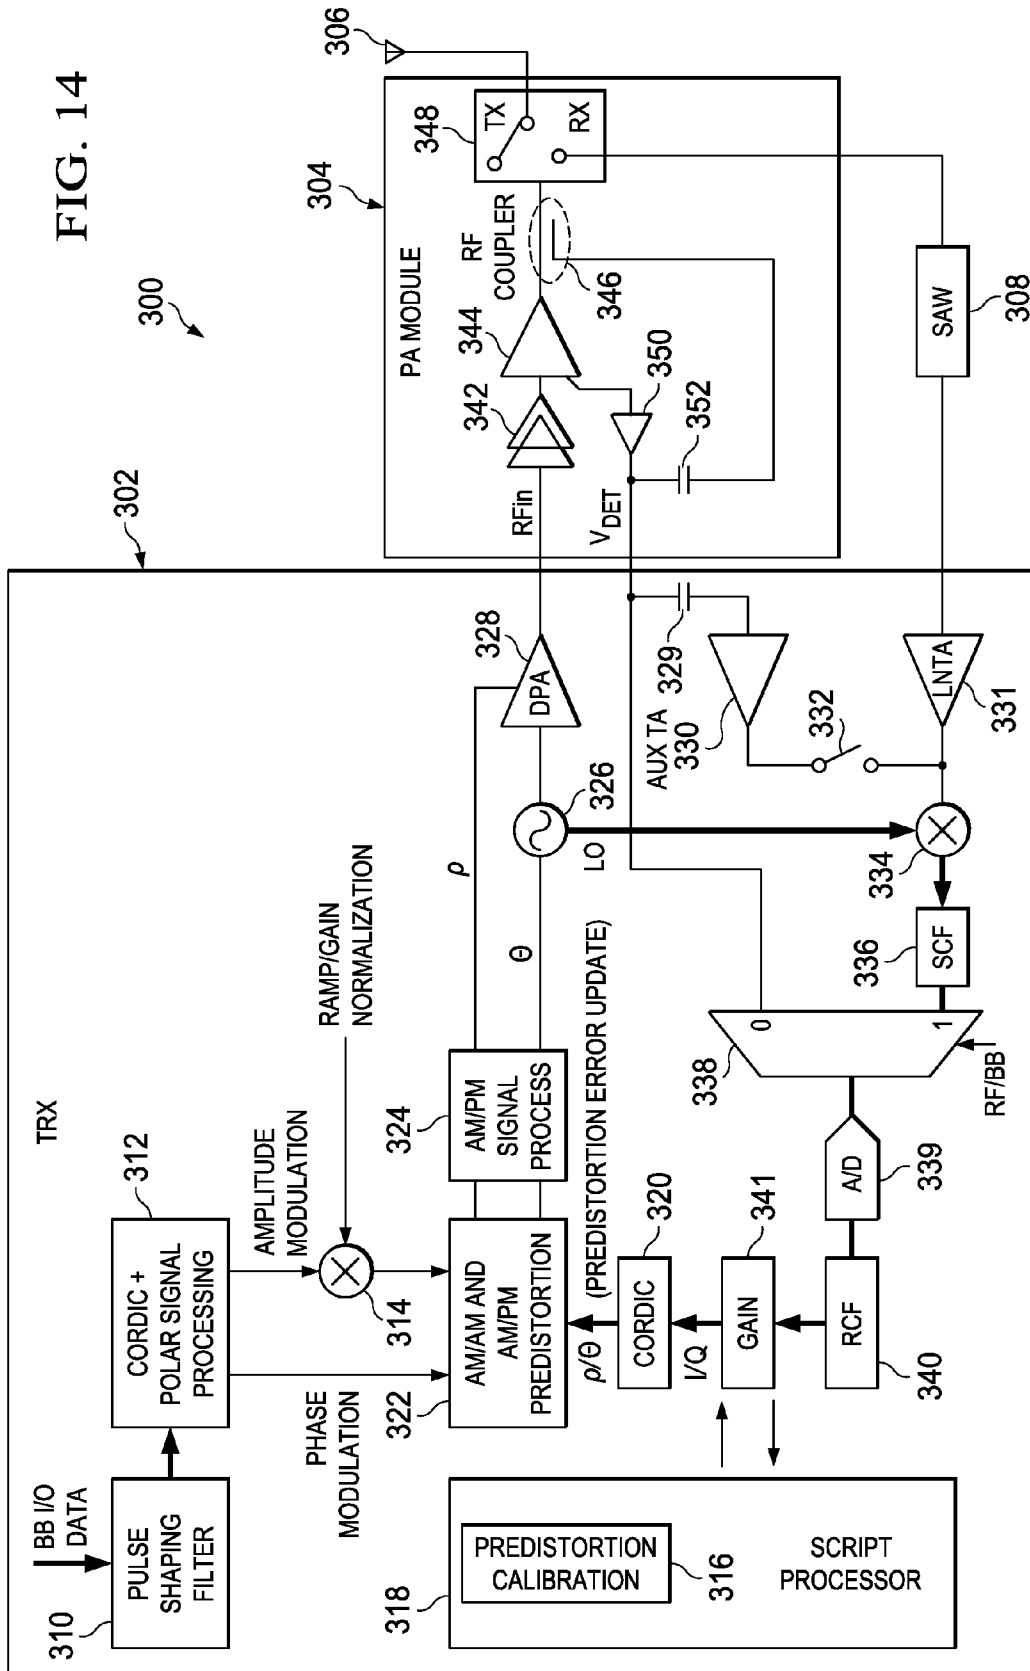 FIG. 14
300
302
TRX
BB I/O
DATA
310
PULSE
SHAPING
FILTER
312
CORDIC +
POLAR SIGNAL
PROCESSING
AMPLITUDE
MODULATION
PHASE
MODULATION
RAMP/GAIN
NORMALIZATION
314
322
AM/AM AND
AM/PM
PREDISTORTION
324
AM/PM
SIGNAL
PROCESS
ρ
Θ
326
LO
328
DPA
318
PREDISTORTION
CALIBRATION
316
SCRIPT
PROCESSOR
(PREDISTORTION ERROR UPDATE)
ρ/Θ
320
CORDIC
I/Q
341
GAIN
RCF
340
A/D
339
338
0
1
RF/BB
336
SCF
334
332
AUX TA
330
329
LNTA
331
304
PA MODULE
RFin
342
344
RF
COUPLER
346
348
TX
RX
306
VDET
350
352
SAW
308